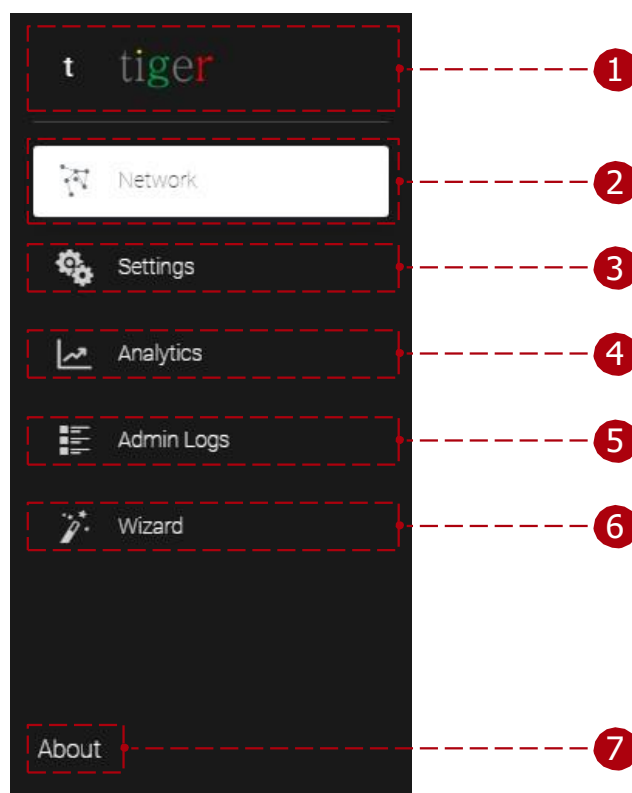 t tiger 1
Network 2
Settings 3
Analytics 4
Admin Logs 5
Wizard 6
About 7